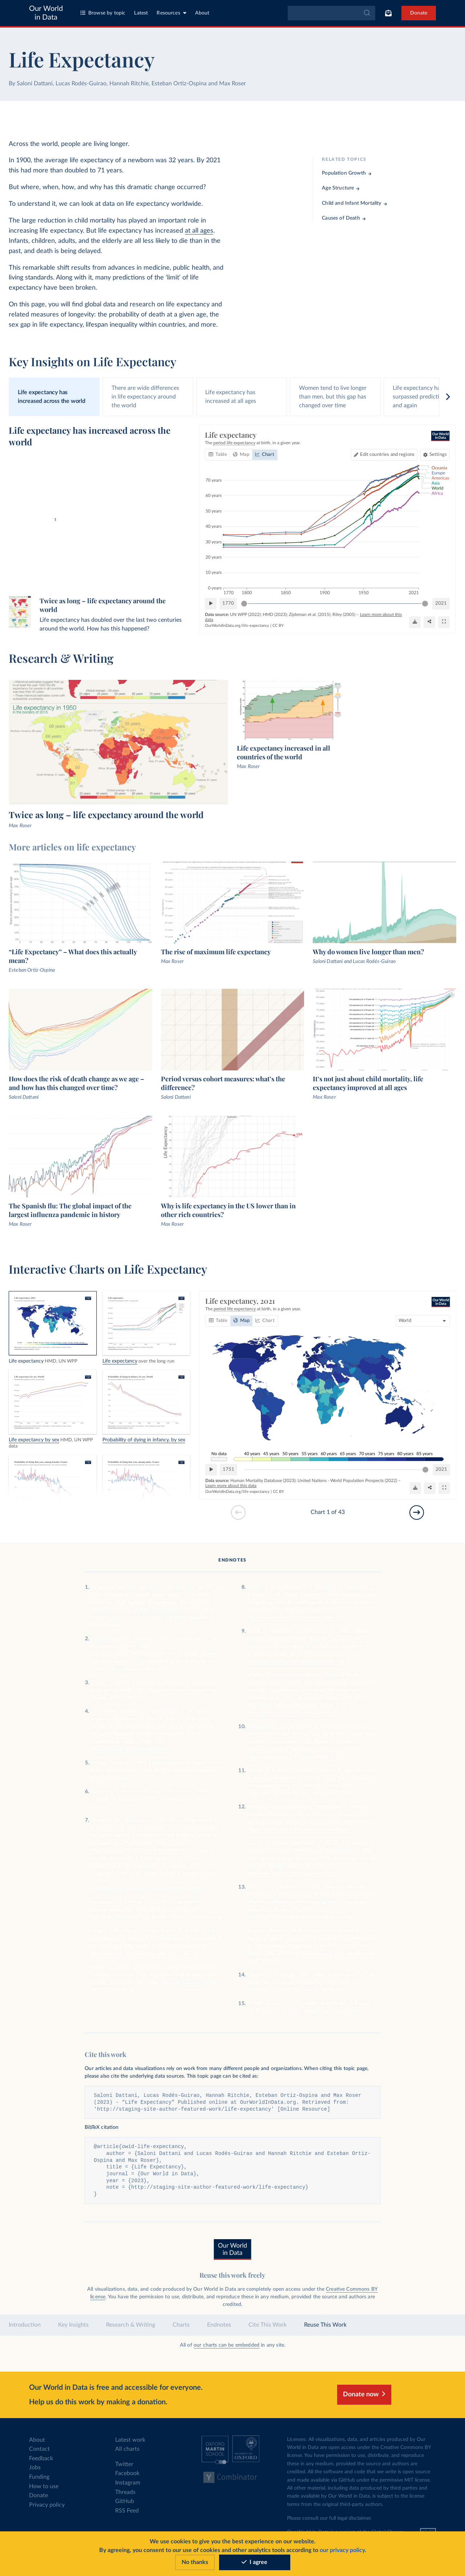 Our World
in Data
Browse by topic
Latest
Resources
About
Donate
Life Expectancy
By Saloni Dattani, Lucas Rodés-Guirao, Hannah Ritchie, Esteban Ortiz-Ospina and Max Roser
Across the world, people are living longer.
In 1900, the average life expectancy of a newborn was 32 years. By 2021
this had more than doubled to 71 years.
But where, when, how, and why has this dramatic change occurred?
To understand it, we can look at data on life expectancy worldwide.
The large reduction in child mortality has played an important role in
increasing life expectancy. But life expectancy has increased at all ages.
Infants, children, adults, and the elderly are all less likely to die than in the
past, and death is being delayed.
This remarkable shift results from advances in medicine, public health, and
living standards. Along with it, many predictions of the 'limit' of life
expectancy have been broken.
On this page, you will find global data and research on life expectancy and
related measures of longevity: the probability of death at a given age, the
sex gap in life expectancy, lifespan inequality within countries, and more.
RELATED TOPICS
Population Growth →
Age Structure →
Child and Infant Mortality →
Causes of Death →
Key Insights on Life Expectancy
Life expectancy has
increased across the world
There are wide differences
in life expectancy around
the world
Life expectancy has
increased at all ages
Women tend to live longer
than men, but this gap has
changed over time
Life expectancy ha
surpassed predicti
and again
Life expectancy has increased across the
world
Twice as long – life expectancy around the
world
Life expectancy has doubled over the last two centuries
around the world. How has this happened?
Life expectancy
The period life expectancy at birth, in a given year.
Our World
in Data
Table
Map
Chart
Edit countries and regions
Settings
70 years
60 years
50 years
40 years
30 years
20 years
10 years
0 years
1770
1800
1850
1900
1950
2021
Oceania
Europe
Americas
Asia
World
Africa
1770
2021
Data source: UN WPP (2022); HMD (2023); Zijdeman et al. (2015); Riley (2005) – Learn more about this
data
OurWorldInData.org/life-expectancy | CC BY
Research & Writing
Life expectancy in 1950
Twice as long – life expectancy around the world
Max Roser
Life expectancy increased in all
countries of the world
Max Roser
More articles on life expectancy
"Life Expectancy" – What does this actually
mean?
Esteban Ortiz-Ospina
The rise of maximum life expectancy
Max Roser
Why do women live longer than men?
Saloni Dattani and Lucas Rodés-Guirao
How does the risk of death change as we age –
and how has this changed over time?
Saloni Dattani
Period versus cohort measures: what's the
difference?
Saloni Dattani
It's not just about child mortality, life
expectancy improved at all ages
Max Roser
Life Expectancy
The Spanish flu: The global impact of the
largest influenza pandemic in history
Max Roser
Why is life expectancy in the US lower than in
other rich countries?
Max Roser
Interactive Charts on Life Expectancy
Life expectancy HMD, UN WPP
Life expectancy over the long-run
Life expectancy by sex HMD, UN WPP
data
Probability of dying in infancy, by sex
Life expectancy, 2021
The period life expectancy at birth, in a given year.
Our World
in Data
Table
Map
Chart
World
No data
40 years
45 years
50 years
55 years
60 years
65 years
70 years
75 years
80 years
85 years
1751
2021
Data source: Human Mortality Database (2023); United Nations - World Population Prospects (2022) –
Learn more about this data
OurWorldInData.org/life-expectancy | CC BY
Chart 1 of 43
ENDNOTES
1.
2.
3.
4.
5.
6.
7.
8.
9.
10.
11.
12.
13.
14.
15.
Cite this work
Our articles and data visualizations rely on work from many different people and organizations. When citing this topic page,
please also cite the underlying data sources. This topic page can be cited as:
Saloni Dattani, Lucas Rodés-Guirao, Hannah Ritchie, Esteban Ortiz-Ospina and Max Roser
(2023) - "Life Expectancy" Published online at OurWorldInData.org. Retrieved from:
'http://staging-site-author-featured-work/life-expectancy' [Online Resource]
BibTeX citation
@article{owid-life-expectancy,
author = {Saloni Dattani and Lucas Rodés-Guirao and Hannah Ritchie and Esteban Ortiz-
Ospina and Max Roser},
title = {Life Expectancy},
journal = {Our World in Data},
year = {2023},
note = {http://staging-site-author-featured-work/life-expectancy}
}
Our World
in Data
Reuse this work freely
All visualizations, data, and code produced by Our World in Data are completely open access under the Creative Commons BY
license. You have the permission to use, distribute, and reproduce these in any medium, provided the source and authors are
credited.
Introduction
Key Insights
Research & Writing
Charts
Endnotes
Cite This Work
Reuse This Work
All of our charts can be embedded in any site.
Our World in Data is free and accessible for everyone.
Help us do this work by making a donation.
Donate now
About
Contact
Feedback
Jobs
Funding
How to use
Donate
Privacy policy
Latest work
All charts
Twitter
Facebook
Instagram
Threads
GitHub
RSS Feed
OXFORD
MARTIN
SCHOOL
UNIVERSITY OF
OXFORD
Y Combinator
Licenses: All visualizations, data, and articles produced by Our
World in Data are open access under the Creative Commons BY
license. You have permission to use, distribute, and reproduce
these in any medium, provided the source and authors are
credited. All the software and code that we write is open source
and made available via GitHub under the permissive MIT license.
All other material, including data produced by third parties and
made available by Our World in Data, is subject to the license
terms from the original third-party authors.
Please consult our full legal disclaimer.
We use cookies to give you the best experience on our website.
By agreeing, you consent to our use of cookies and other analytics tools according to our privacy policy.
No thanks
I agree